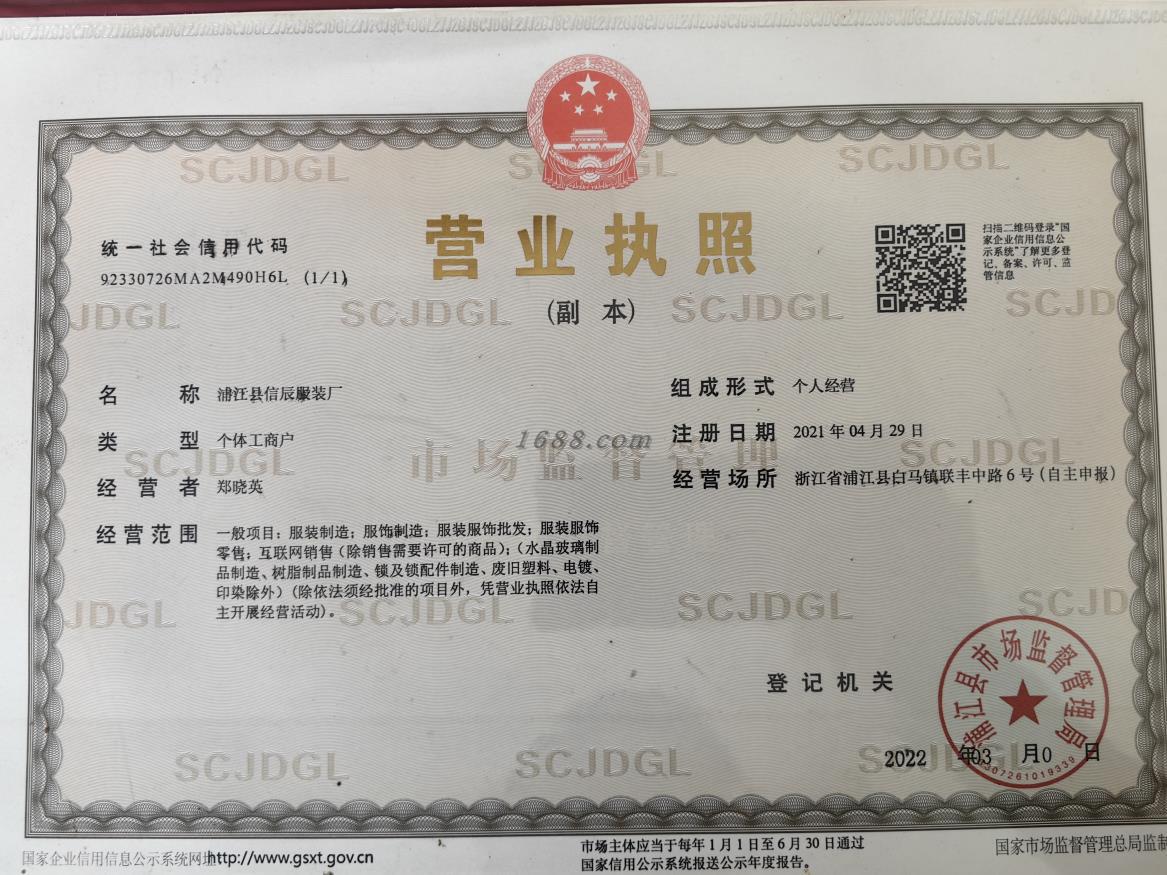 营业执照
(副 本)
统一社会信用代码
92330726MA2M490H6L (1/1)
扫描二维码登录“国
家企业信用信息公
示系统”了解更多登
记、备案、许可、监
管信息
名 称 浦江县信辰服装厂
类 型 个体工商户
经营者 郑晓英
经营范围 一般项目：服装制造；服饰制造；服装服饰批发；服装服饰
零售；互联网销售（除销售需要许可的商品）；（水晶玻璃制
品制造、树脂制品制造、锁及锁配件制造、废旧塑料、电镀、
印染除外）（除依法须经批准的项目外，凭营业执照依法自
主开展经营活动）。
组成形式 个人经营
注册日期 2021 年 04 月 29 日
经营场所 浙江省浦江县白马镇联丰中路 6 号（自主申报）
1688.com
市场监督管理
SCJDGL
SCJDGL
SCJDGL
SCJDGL
SCJDGL
SCJDGL
SCJDGL
SCJDGL
SCJDGL
登记机关
浦江县市场监督管理局
2022 年 03 月 0 日
国家企业信用信息公示系统网址http://www.gsxt.gov.cn
市场主体应当于每年 1 月 1 日至 6 月 30 日通过
国家信用公示系统报送公示年度报告。
国家市场监督管理总局监制